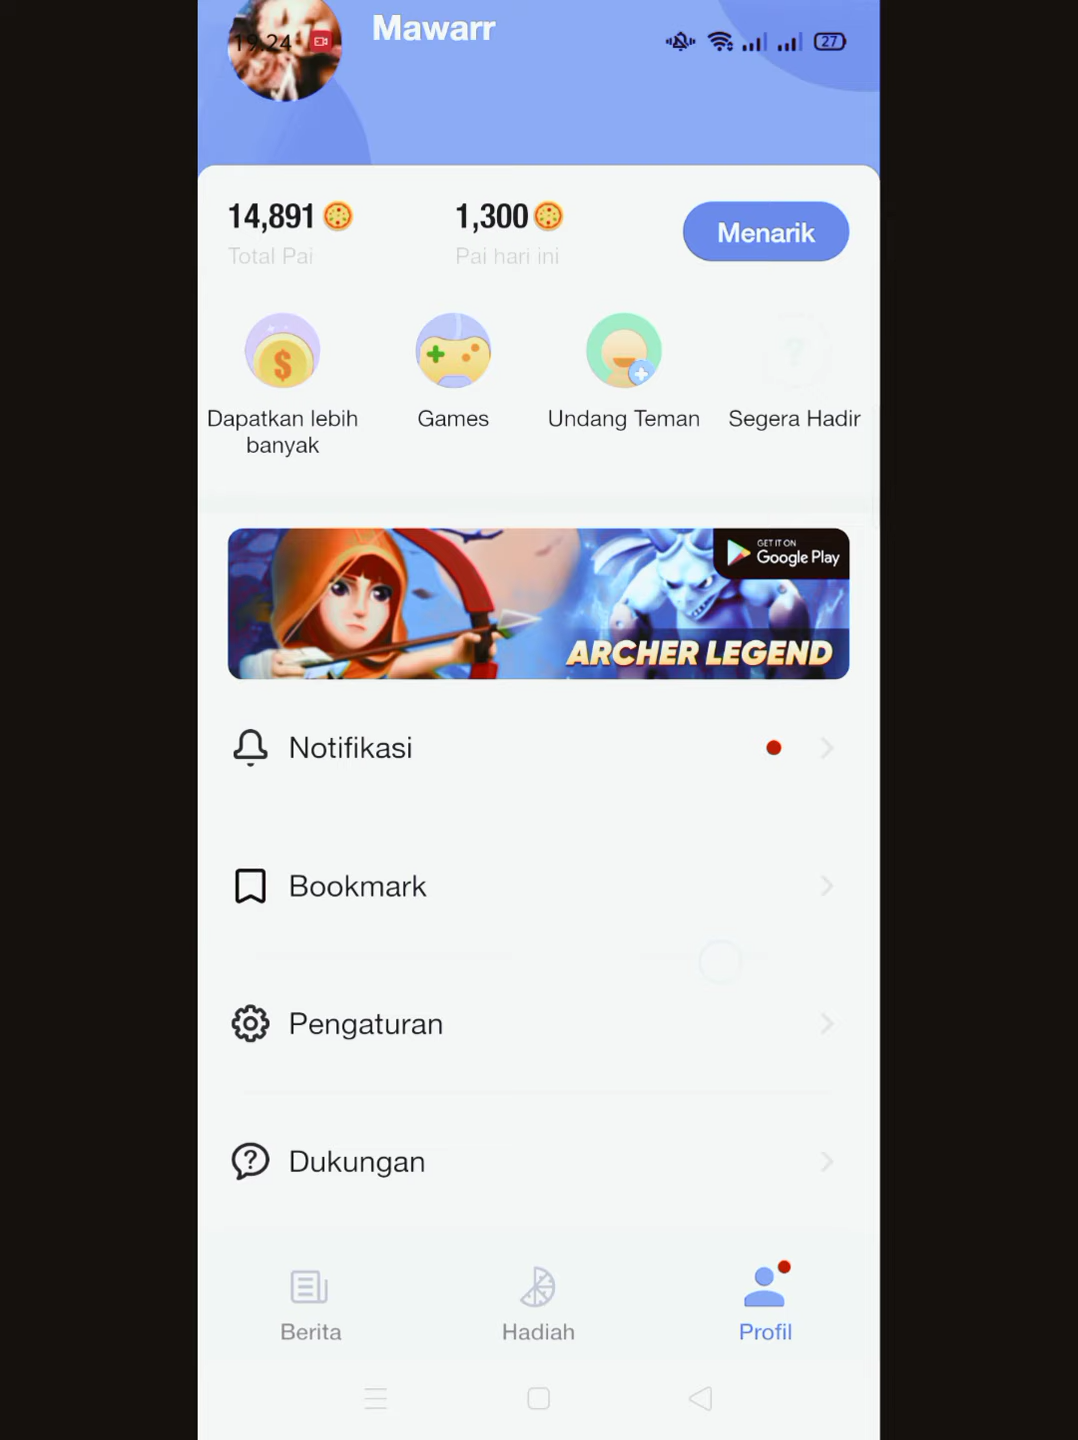 Mawarr
19.24
27
14,891
1,300
Menarik
Total Pai
Pai hari ini
Dapatkan lebih
banyak
Games
Undang Teman
Segera Hadir
GET IT ON
Google Play
ARCHER LEGEND
Notifikasi
Bookmark
Pengaturan
Dukungan
Berita
Hadiah
Profil